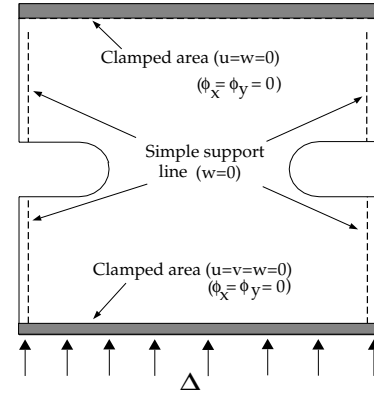 Clamped area (u=w=0)
(ϕx=ϕy=0)
Simple support
line (w=0)
Clamped area (u=v=w=0)
(ϕx=ϕy=0)
Δ